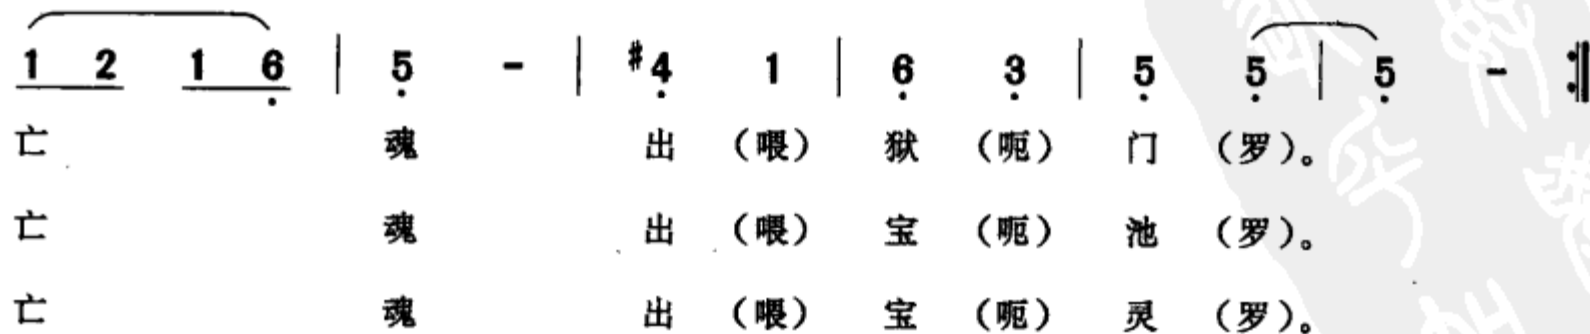 1 2 1 6 | 5 - | #4 1 | 6 3 | 5 5 | 5 - :‖
亡 魂 出 （喂） 狱 （呃） 门 （罗）。
亡 魂 出 （喂） 宝 （呃） 池 （罗）。
亡 魂 出 （喂） 宝 （呃） 灵 （罗）。